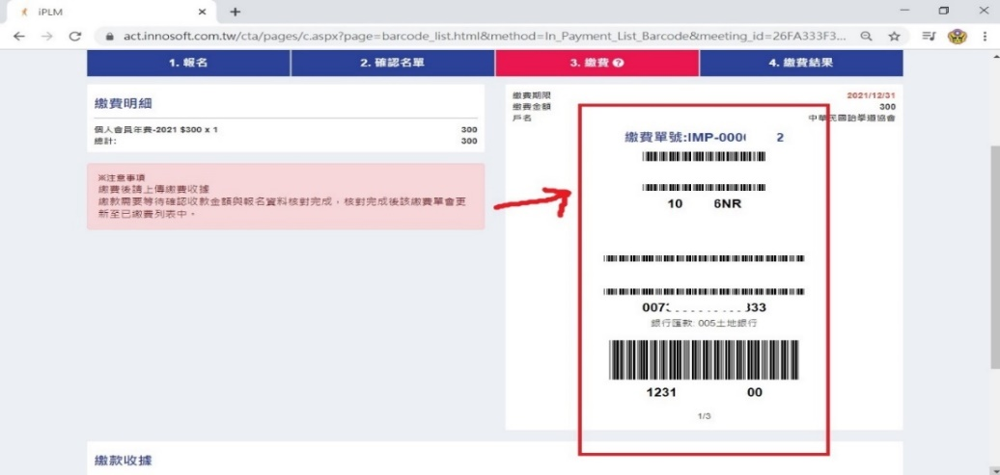 iPLM
act.innosoft.com.tw/cta/pages/c.aspx?page=barcode_list.html&method=In_Payment_List_Barcode&meeting_id=26FA333F3...
1. 報名 2. 確認名單 3. 繳費 4. 繳費結果
繳費明細
個人會員年費-2021 $300 x 1 300
總計: 300
※注意事項
繳費後請上傳繳費收據
繳款需要等待確認收款金額與報名資料核對完成，核對完成後該繳費單會更
新至已繳費列表中。
繳費期限 2021/12/31
繳費金額 300
戶名 中華民國跆拳道協會
繳費單號:IMP-000 2
10 6NR
007 333
銀行匯款: 005土地銀行
1231 00
1/3
繳款收據